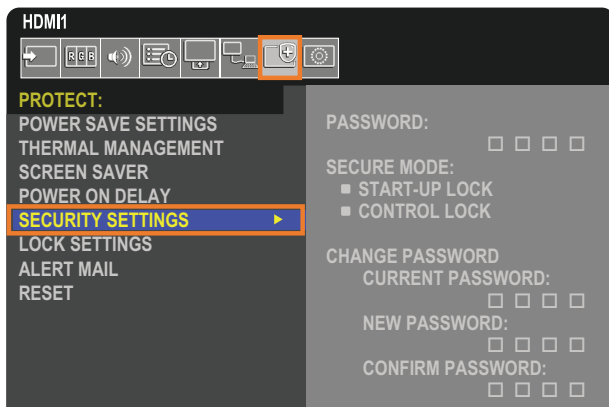 HDMI1
R G B
PROTECT:
POWER SAVE SETTINGS
THERMAL MANAGEMENT
SCREEN SAVER
POWER ON DELAY
SECURITY SETTINGS
LOCK SETTINGS
ALERT MAIL
RESET
PASSWORD:
SECURE MODE:
START-UP LOCK
CONTROL LOCK
CHANGE PASSWORD
CURRENT PASSWORD:
NEW PASSWORD:
CONFIRM PASSWORD: